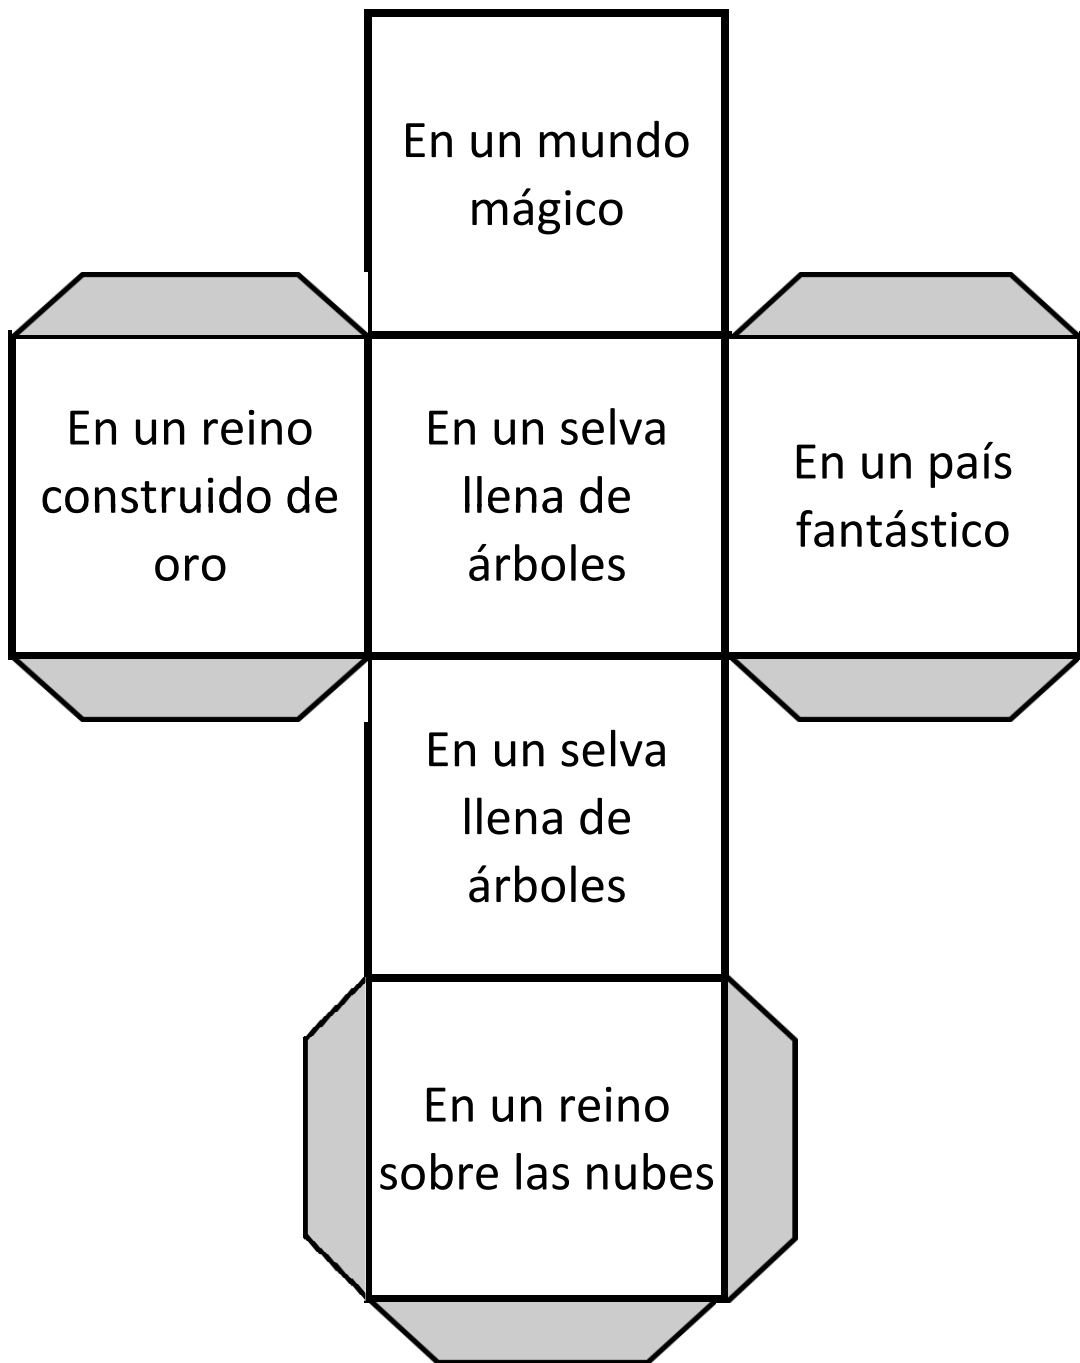 En un mundo
mágico
En un reino
construido de
oro
En un selva
llena de
árboles
En un país
fantástico
En un selva
llena de
árboles
En un reino
sobre las nubes